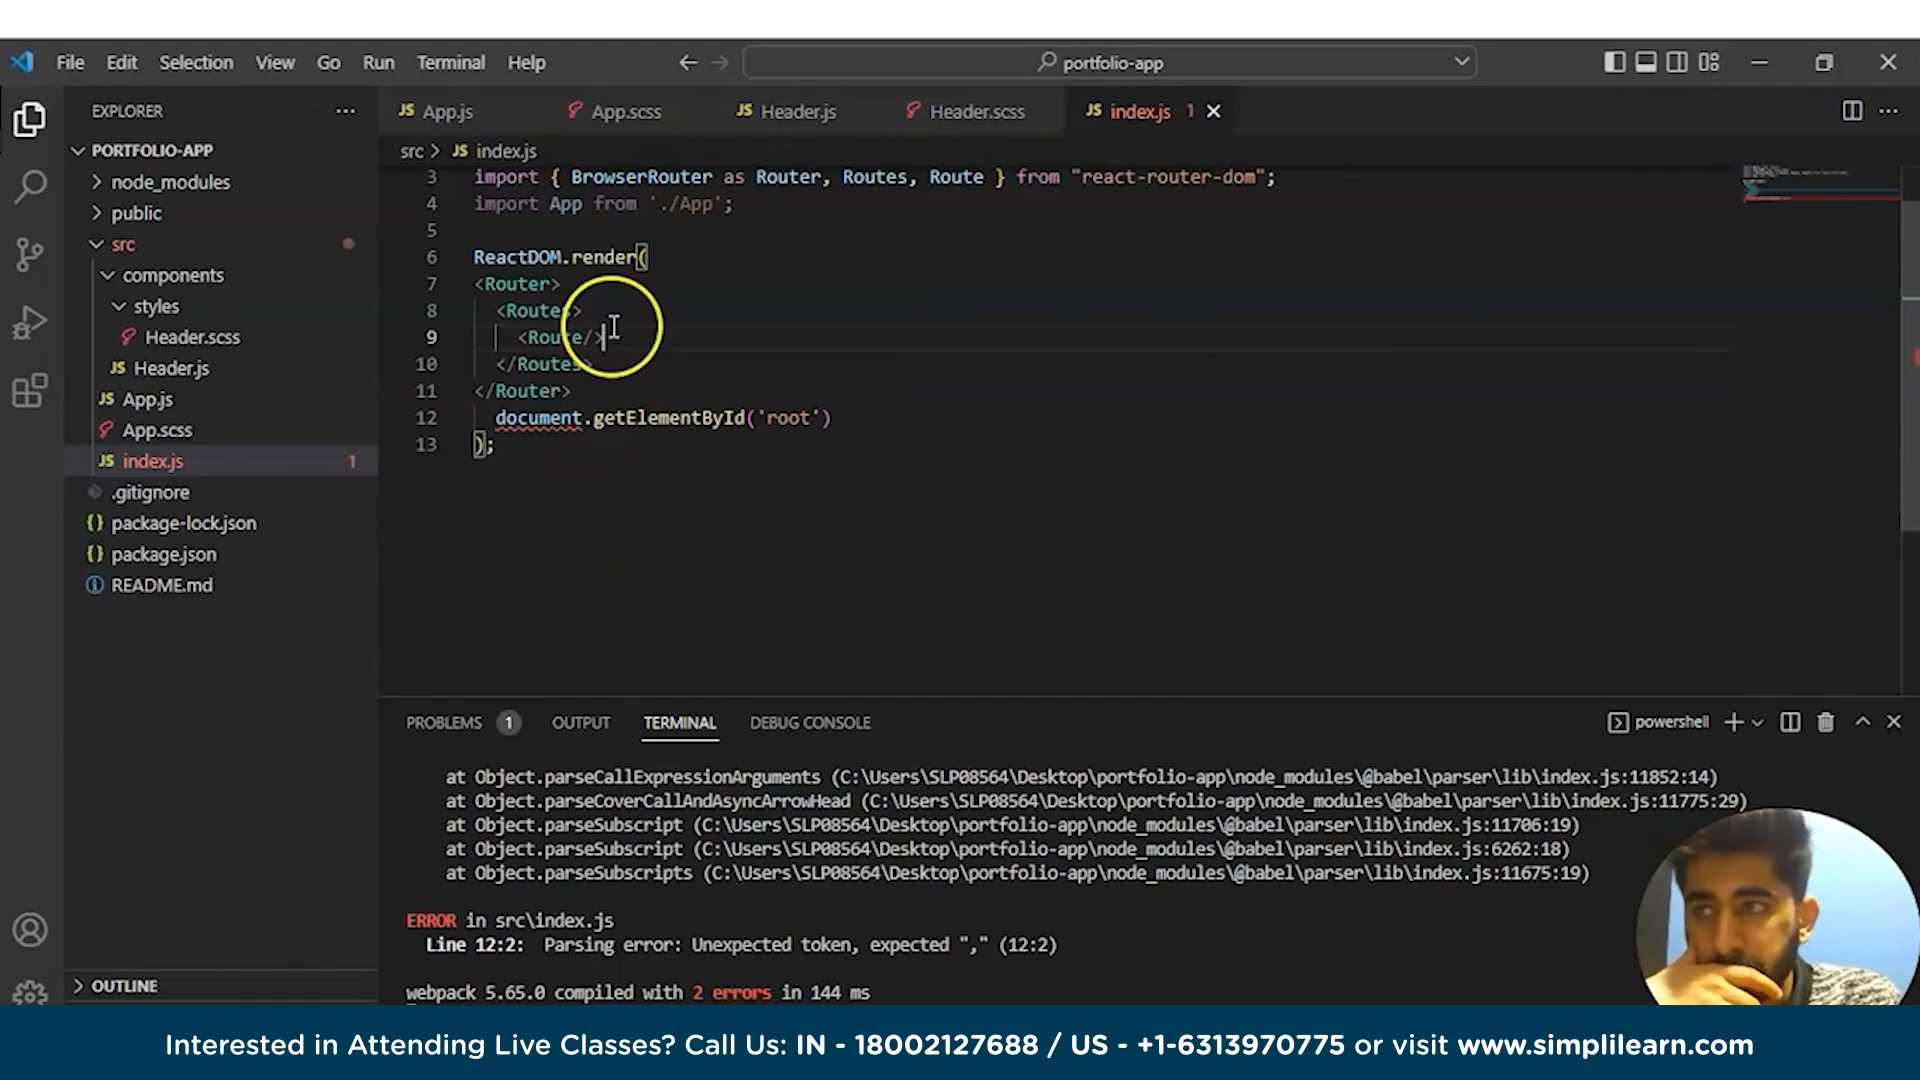 File Edit Selection View Go Run Terminal Help
portfolio-app
EXPLORER
PORTFOLIO-APP
node_modules
public
src
components
styles
Header.scss
Header.js
App.js
App.scss
index.js 1
.gitignore
package-lock.json
package.json
README.md
OUTLINE
App.js App.scss Header.js Header.scss index.js 1
src > index.js
3 import { BrowserRouter as Router, Routes, Route } from "react-router-dom";
4 import App from './App';
5
6 ReactDOM.render(
7 <Router>
8 <Routes>
9 <Route/>
10 </Routes>
11 </Router>
12 document.getElementById('root')
13 );
PROBLEMS 1 OUTPUT TERMINAL DEBUG CONSOLE
powershell
at Object.parseCallExpressionArguments (C:\Users\SLP08564\Desktop\portfolio-app\node_modules\@babel\parser\lib\index.js:11852:14)
at Object.parseCoverCallAndAsyncArrowHead (C:\Users\SLP08564\Desktop\portfolio-app\node_modules\@babel\parser\lib\index.js:11775:29)
at Object.parseSubscript (C:\Users\SLP08564\Desktop\portfolio-app\node_modules\@babel\parser\lib\index.js:11706:19)
at Object.parseSubscript (C:\Users\SLP08564\Desktop\portfolio-app\node_modules\@babel\parser\lib\index.js:6262:18)
at Object.parseSubscripts (C:\Users\SLP08564\Desktop\portfolio-app\node_modules\@babel\parser\lib\index.js:11675:19)
ERROR in src\index.js
Line 12:2: Parsing error: Unexpected token, expected "," (12:2)
webpack 5.65.0 compiled with 2 errors in 144 ms
Interested in Attending Live Classes? Call Us: IN - 18002127688 / US - +1-6313970775 or visit www.simplilearn.com